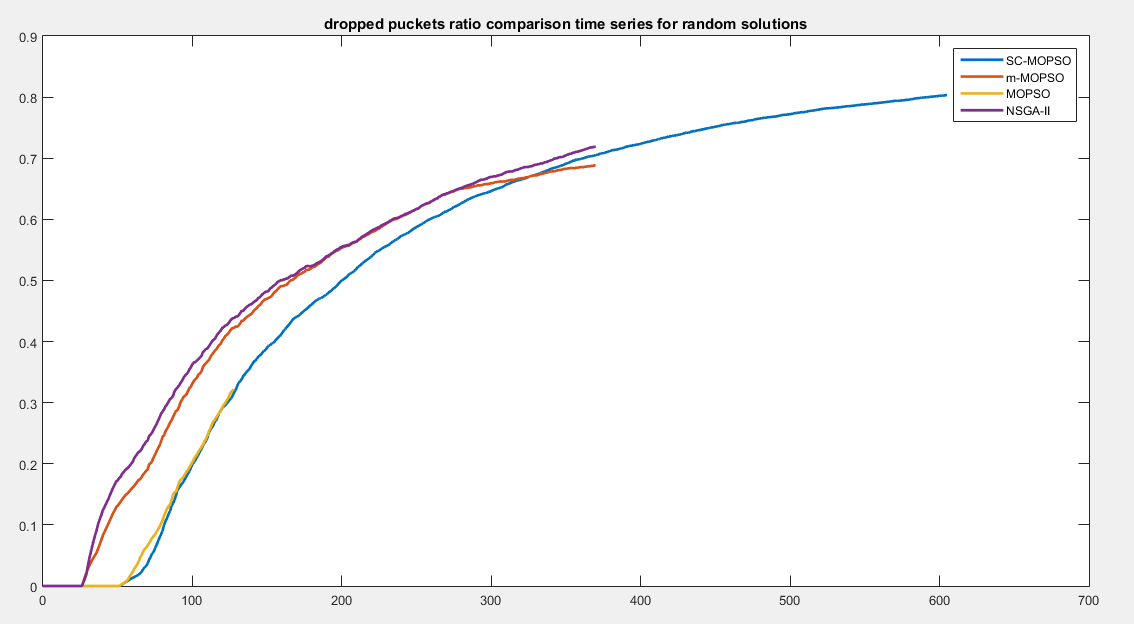 dropped puckets ratio comparison time series for random solutions
0.9
0.8
0.7
0.6
0.5
0.4
0.3
0.2
0.1
0
0 100 200 300 400 500 600 700
SC-MOPSO
m-MOPSO
MOPSO
NSGA-II